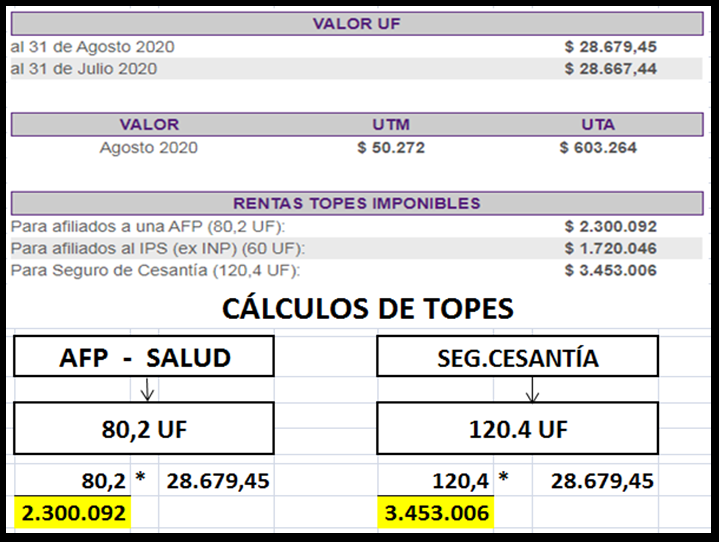 VALOR UF
al 31 de Agosto 2020 $ 28.679,45
al 31 de Julio 2020 $ 28.667,44
VALOR UTM UTA
Agosto 2020 $ 50.272 $ 603.264
RENTAS TOPES IMPONIBLES
Para afiliados a una AFP (80,2 UF): $ 2.300.092
Para afiliados al IPS (ex INP) (60 UF): $ 1.720.046
Para Seguro de Cesantía (120,4 UF): $ 3.453.006
CÁLCULOS DE TOPES
AFP - SALUD SEG.CESANTÍA
80,2 UF 120.4 UF
80,2 * 28.679,45 120,4 * 28.679,45
2.300.092 3.453.006